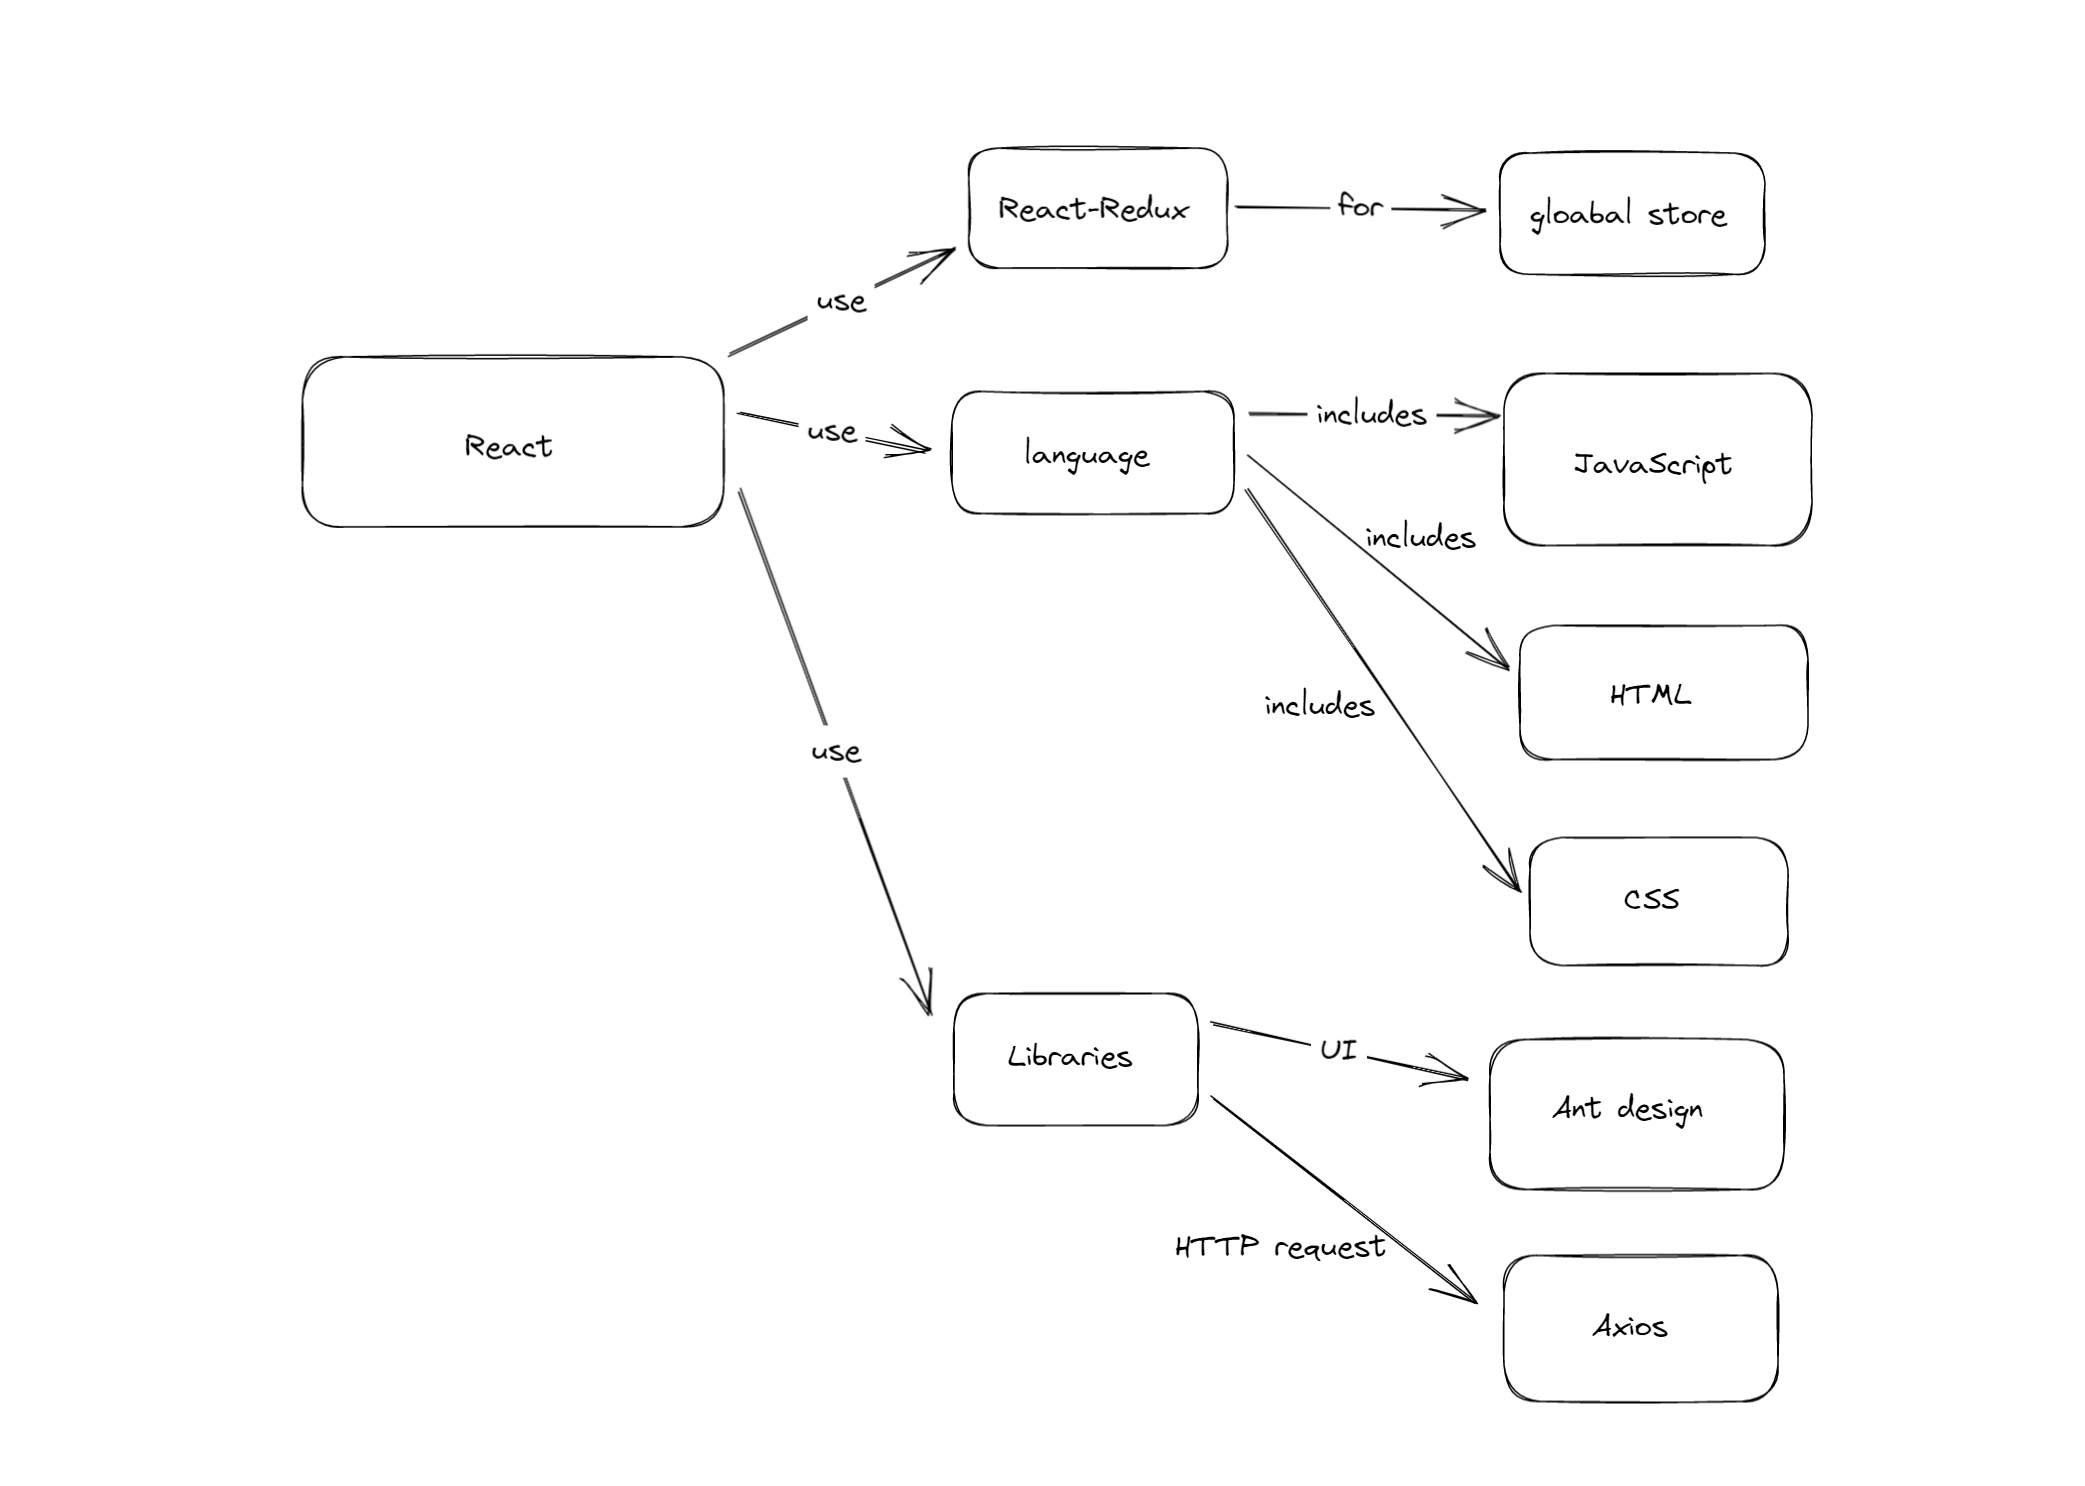 React-Redux
for
gloabal store
use
React
use
language
includes
JavaScript
includes
HTML
includes
use
CSS
Libraries
UI
Ant design
HTTP request
Axios